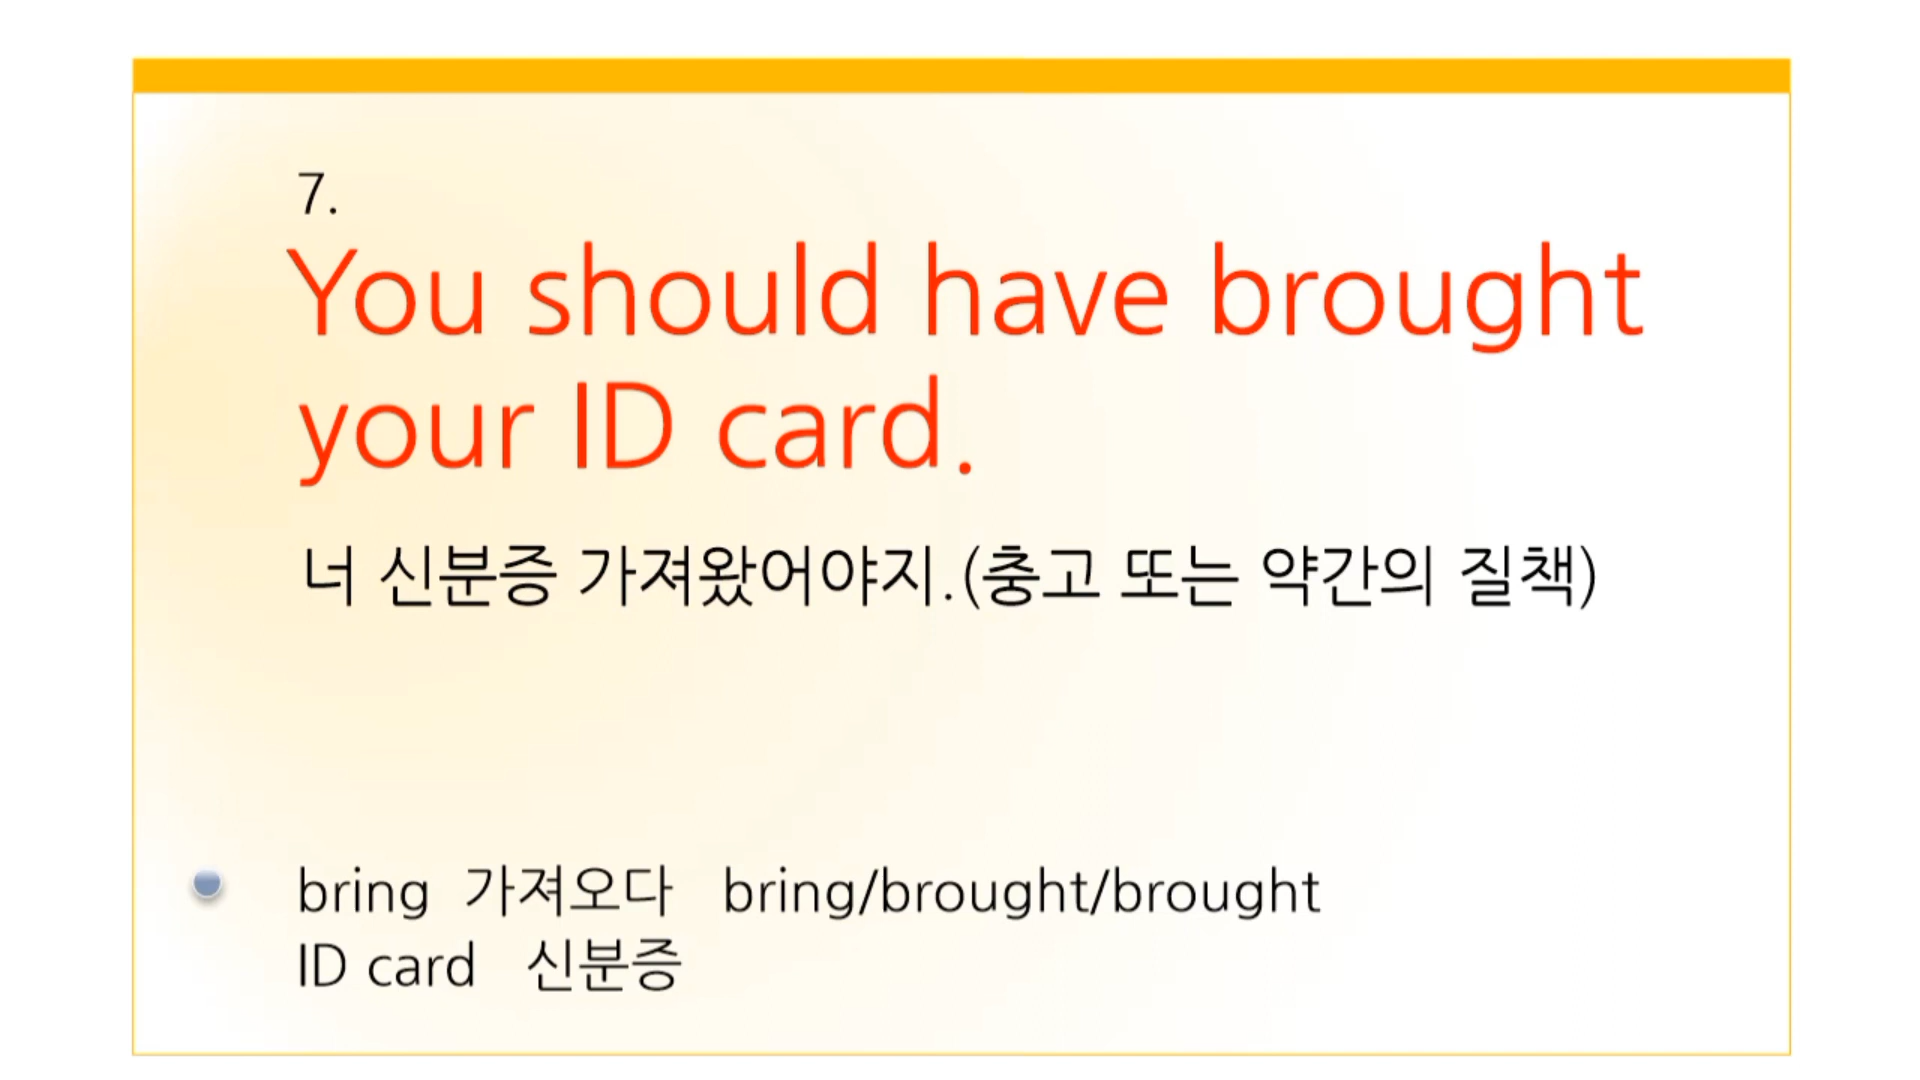 7.
You should have brought
your ID card.
너 신분증 가져왔어야지.(충고 또는 약간의 질책)
bring 가져오다 bring/brought/brought
ID card 신분증